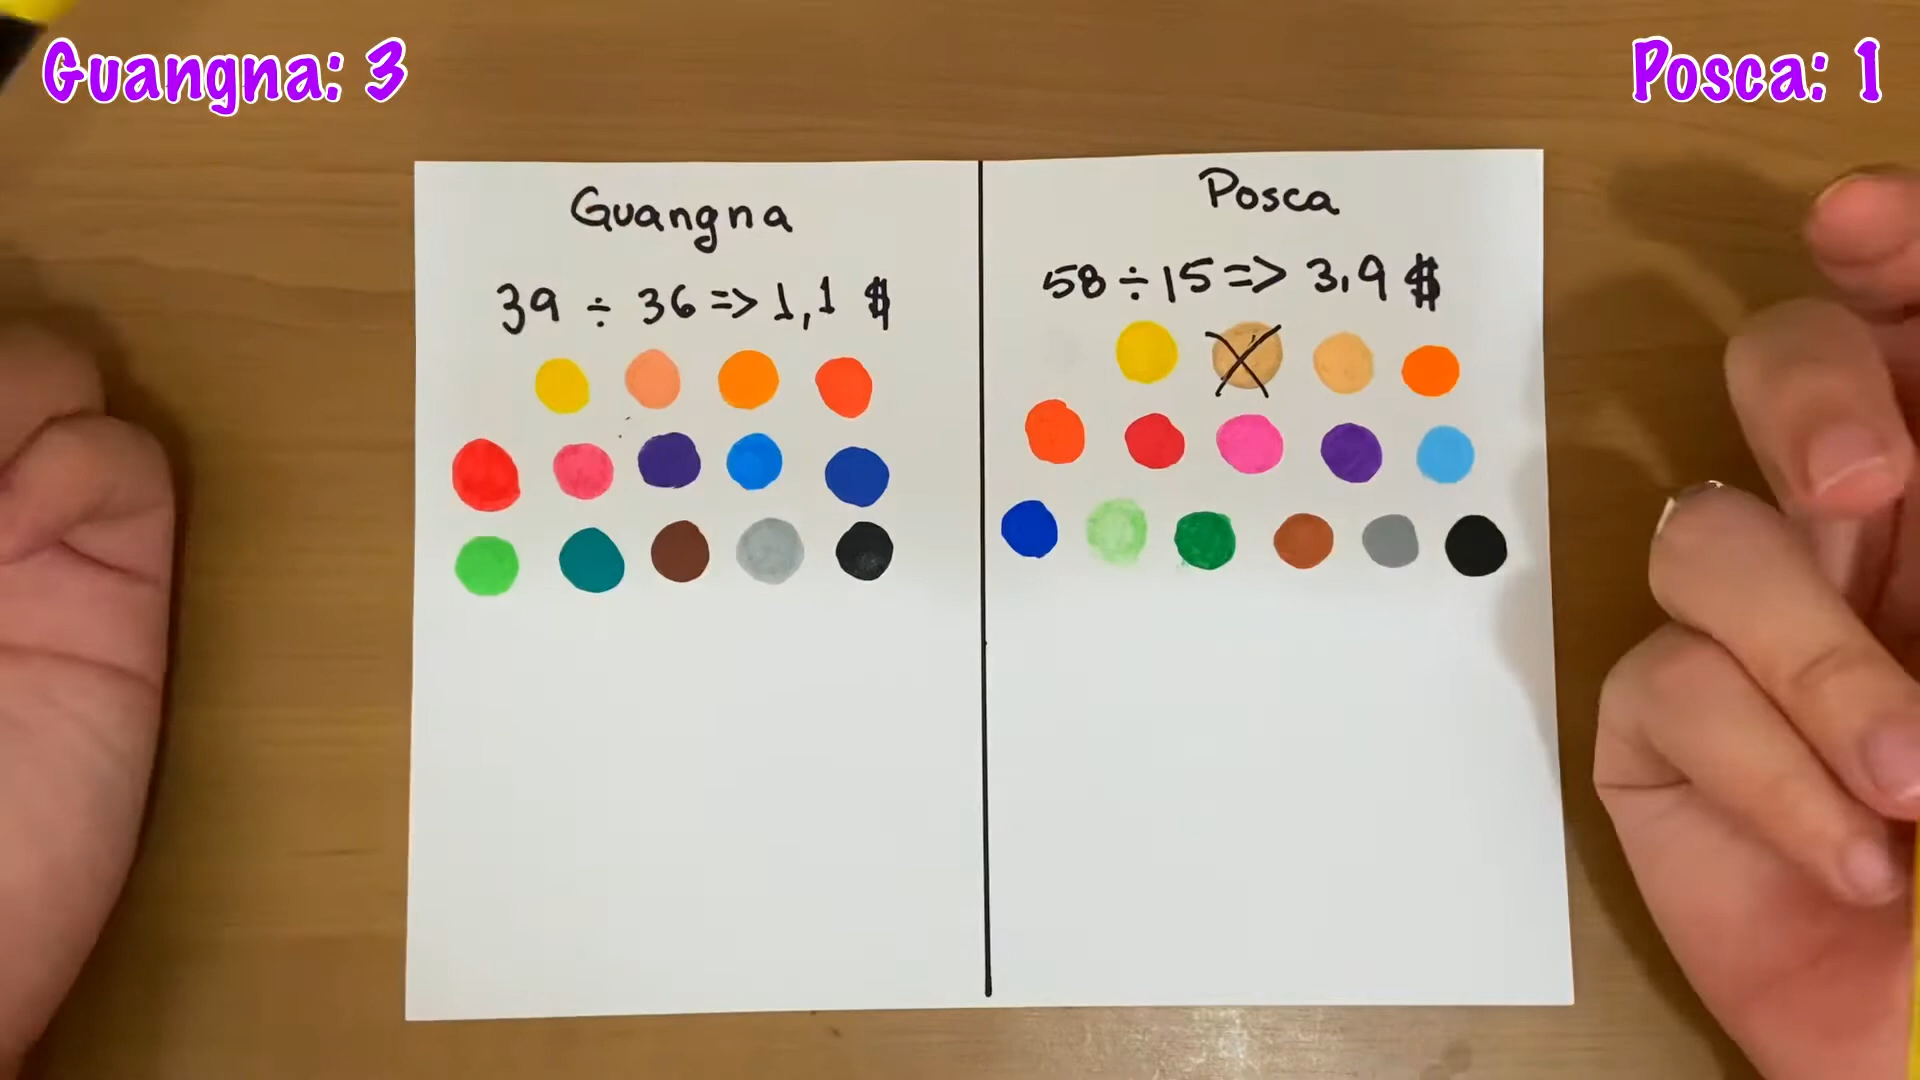 Guangna: 3
Posca: 1
Guangna
39 ÷ 36 => 1,1 $
Posca
58 ÷ 15 => 3,9 $